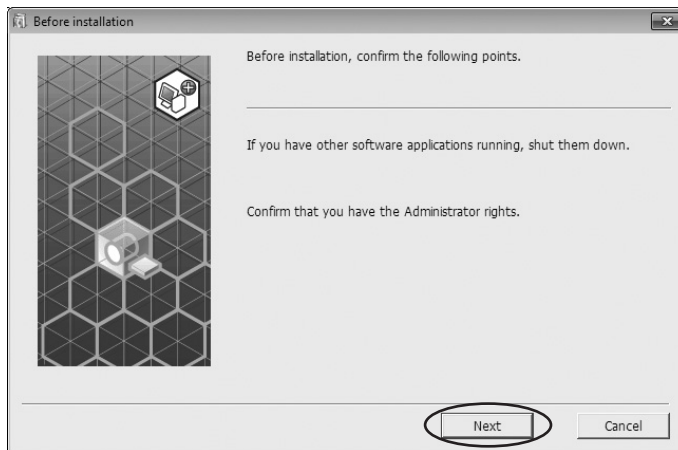 Before installation
Before installation, confirm the following points.
If you have other software applications running, shut them down.
Confirm that you have the Administrator rights.
Next
Cancel